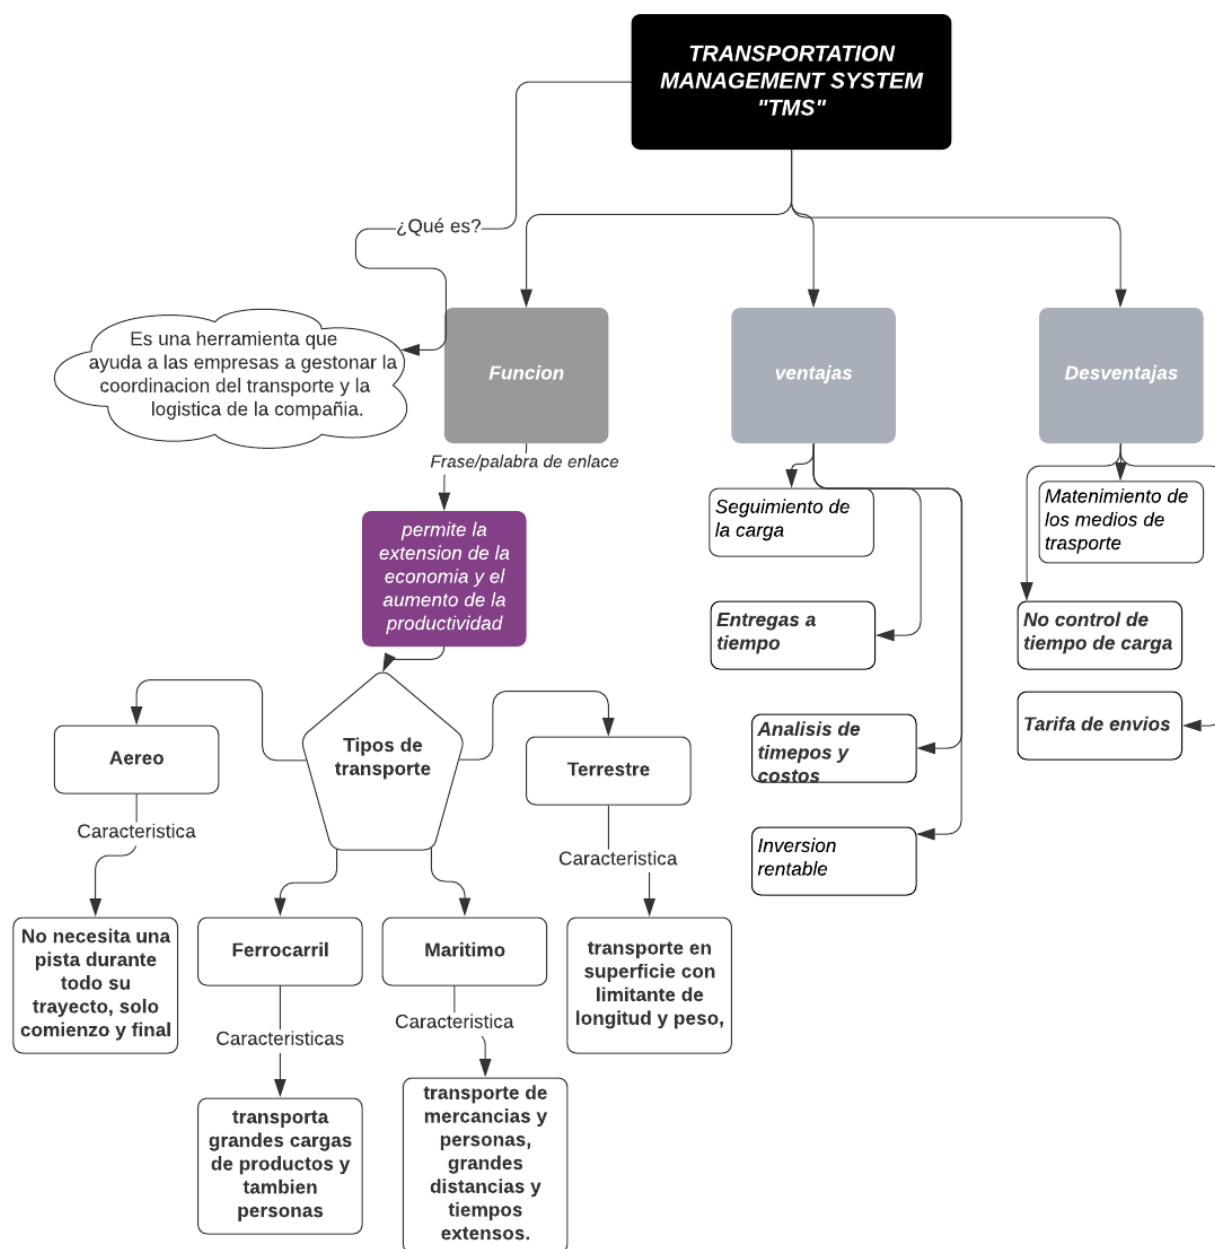 TRANSPORTATION
MANAGEMENT SYSTEM
"TMS"
¿Qué es?
Es una herramienta que
ayuda a las empresas a gestonar la
coordinacion del transporte y la
logistica de la compañia.
Funcion
ventajas
Desventajas
Frase/palabra de enlace
permite la
extension de la
economia y el
aumento de la
productividad
Seguimiento de
la carga
Entregas a
tiempo
Analisis de
timepos y
costos
Inversion
rentable
Matenimiento de
los medios de
trasporte
No control de
tiempo de carga
Tarifa de envios
Tipos de
transporte
Aereo
Caracteristica
No necesita una
pista durante
todo su
trayecto, solo
comienzo y final
Ferrocarril
Caracteristicas
transporta
grandes cargas
de productos y
tambien
personas
Maritimo
Caracteristica
transporte de
mercancias y
personas,
grandes
distancias y
tiempos
extensos.
Terrestre
Caracteristica
transporte en
superficie con
limitante de
longitud y peso,